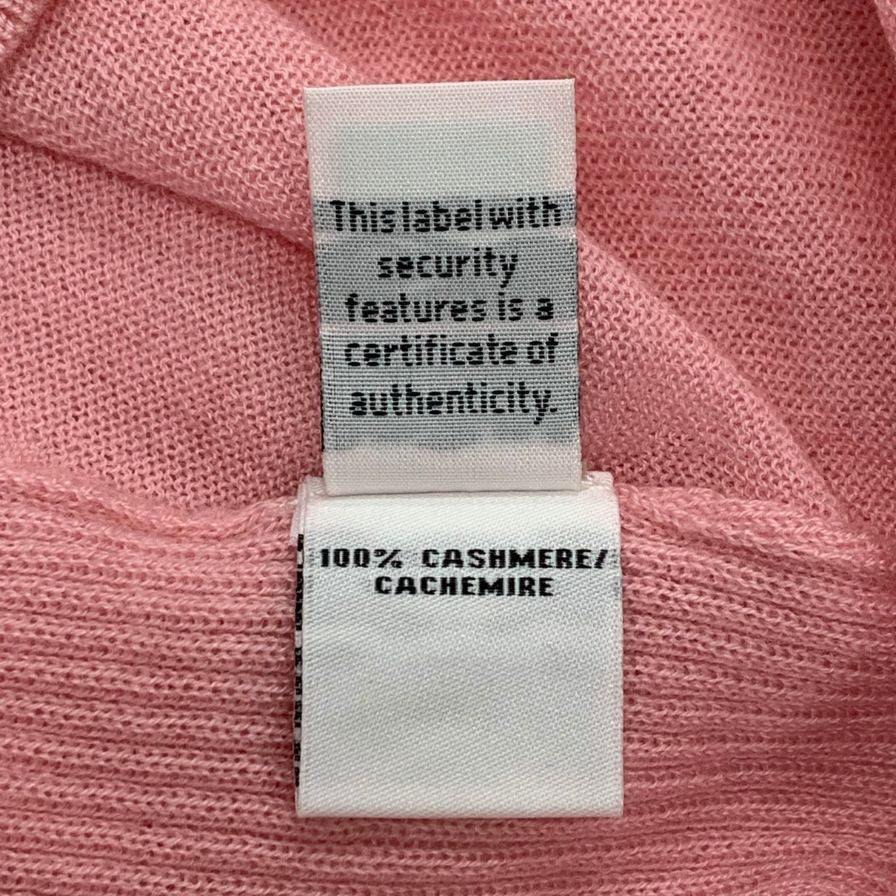 This label with
security
features is a
certificate of
authenticity.
100% CASHMERE/
CACHEMIRE